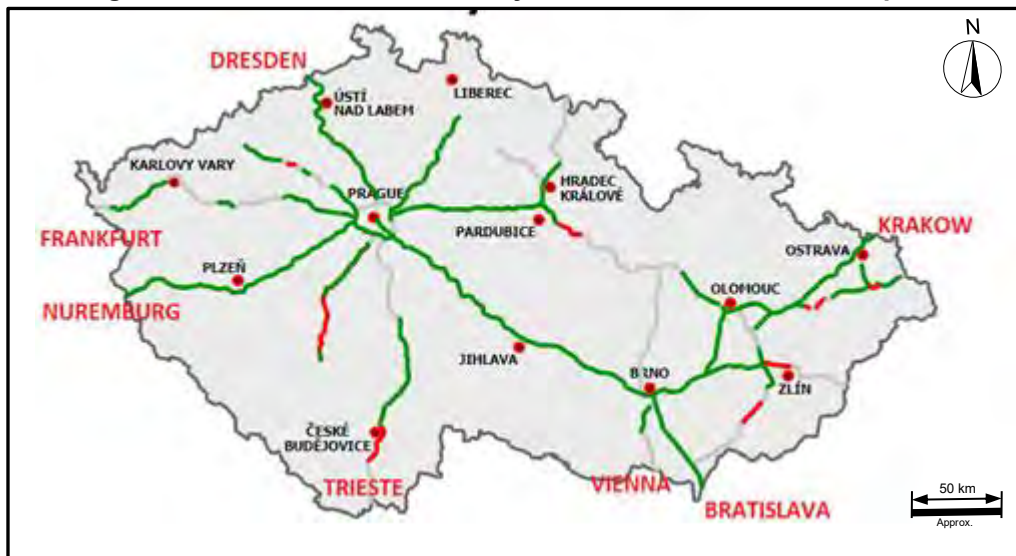 N
DRESDEN
ÚSTÍ
NAD LABEM
LIBEREC
KARLOVY VARY
PRAGUE
HRADEC
KRÁLOVÉ
PARDUBICE
FRANKFURT
KRAKOW
OSTRAVA
PLZEŇ
OLOMOUC
NUREMBURG
JIHLAVA
BRNO
ZLÍN
ČESKÉ
BUDĚJOVICE
TRIESTE
VIENNA
BRATISLAVA
50 km
Approx.